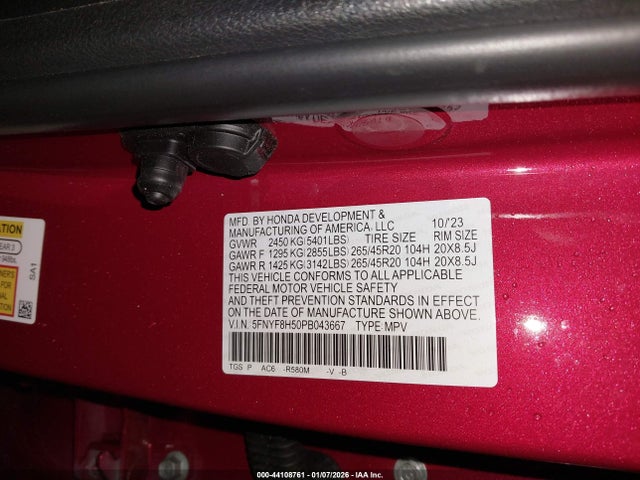 MFD. BY HONDA DEVELOPMENT & 10/'23
MANUFACTURING OF AMERICA, LLC
GVWR 2450 KG(5401LBS) TIRE SIZE RIM SIZE
GAWR F 1295 KG(2855LBS) 265/45R20 104H 20X8.5J
GAWR R 1425 KG(3142LBS) 265/45R20 104H 20X8.5J
THIS VEHICLE CONFORMS TO ALL APPLICABLE
FEDERAL MOTOR VEHICLE SAFETY
AND THEFT PREVENTION STANDARDS IN EFFECT
ON THE DATE OF MANUFACTURE SHOWN ABOVE.
V.I.N. 5FNYF8H50PB043667 TYPE MPV
TGS P AC6 -R580M -V -B
SA1
000-44108761 - 01/07/2026 - IAA Inc.